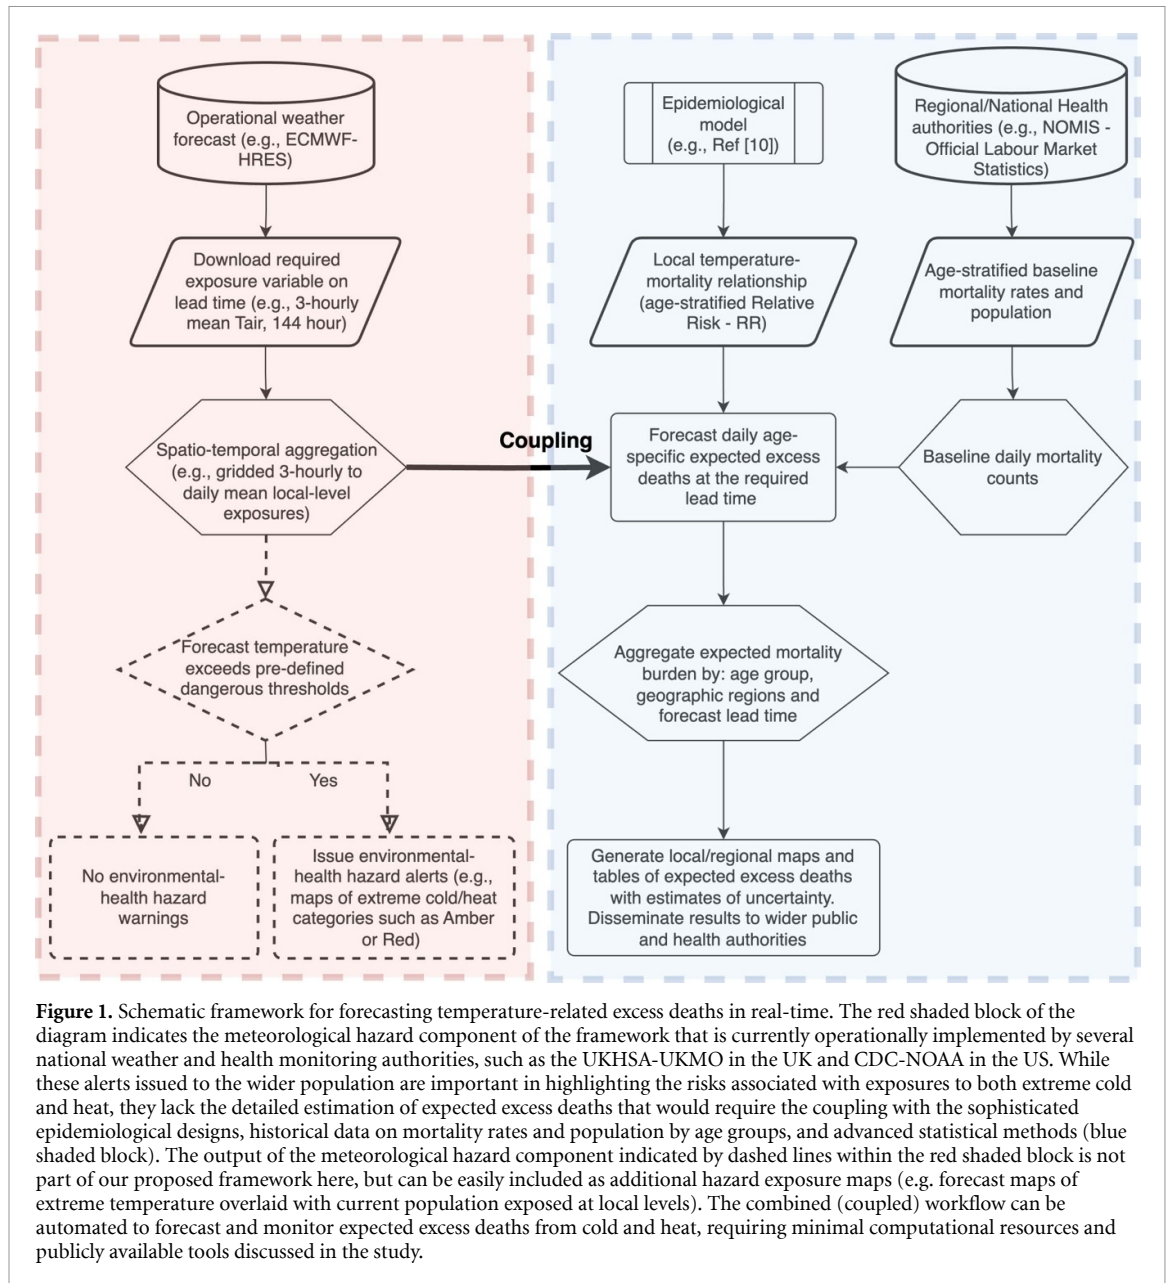 Operational weather
forecast (e.g., ECMWF-
HRES)
Download required
exposure variable on
lead time (e.g., 3-hourly
mean Tair, 144 hour)
Spatio-temporal aggregation
(e.g., gridded 3-hourly to
daily mean local-level
exposures)
Forecast temperature
exceeds pre-defined
dangerous thresholds
No
Yes
No environmental-
health hazard
warnings
Issue environmental-
health hazard alerts (e.g.,
maps of extreme cold/heat
categories such as Amber
or Red)
Coupling
Epidemiological
model
(e.g., Ref [10])
Local temperature-
mortality relationship
(age-stratified Relative
Risk - RR)
Regional/National Health
authorities (e.g., NOMIS -
Official Labour Market
Statistics)
Age-stratified baseline
mortality rates and
population
Forecast daily age-
specific expected excess
deaths at the required
lead time
Baseline daily mortality
counts
Aggregate expected mortality
burden by: age group,
geographic regions and
forecast lead time
Generate local/regional maps and
tables of expected excess deaths
with estimates of uncertainty.
Disseminate results to wider public
and health authorities
Figure 1. Schematic framework for forecasting temperature-related excess deaths in real-time. The red shaded block of the
diagram indicates the meteorological hazard component of the framework that is currently operationally implemented by several
national weather and health monitoring authorities, such as the UKHSA-UKMO in the UK and CDC-NOAA in the US. While
these alerts issued to the wider population are important in highlighting the risks associated with exposures to both extreme cold
and heat, they lack the detailed estimation of expected excess deaths that would require the coupling with the sophisticated
epidemiological designs, historical data on mortality rates and population by age groups, and advanced statistical methods (blue
shaded block). The output of the meteorological hazard component indicated by dashed lines within the red shaded block is not
part of our proposed framework here, but can be easily included as additional hazard exposure maps (e.g. forecast maps of
extreme temperature overlaid with current population exposed at local levels). The combined (coupled) workflow can be
automated to forecast and monitor expected excess deaths from cold and heat, requiring minimal computational resources and
publicly available tools discussed in the study.